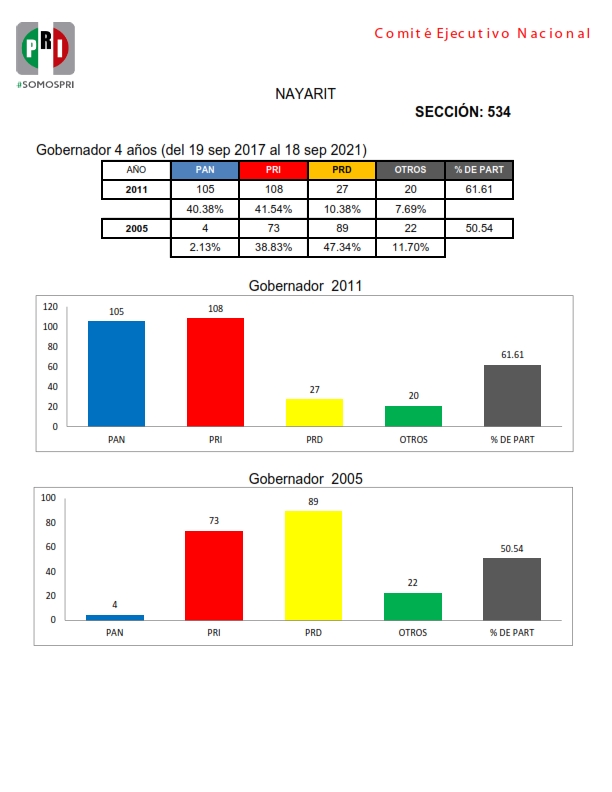 Comité Ejecutivo Nacional
PRI
#SOMOSPRI
NAYARIT
SECCIÓN: 534
Gobernador 4 años (del 19 sep 2017 al 18 sep 2021)
AÑO PAN PRI PRD OTROS % DE PART
2011 105 108 27 20 61.61
40.38% 41.54% 10.38% 7.69%
2005 4 73 89 22 50.54
2.13% 38.83% 47.34% 11.70%
Gobernador 2011
120
100
80
60
40
20
0
105
108
27
20
61.61
PAN PRI PRD OTROS % DE PART
Gobernador 2005
100
80
60
40
20
0
4
73
89
22
50.54
PAN PRI PRD OTROS % DE PART